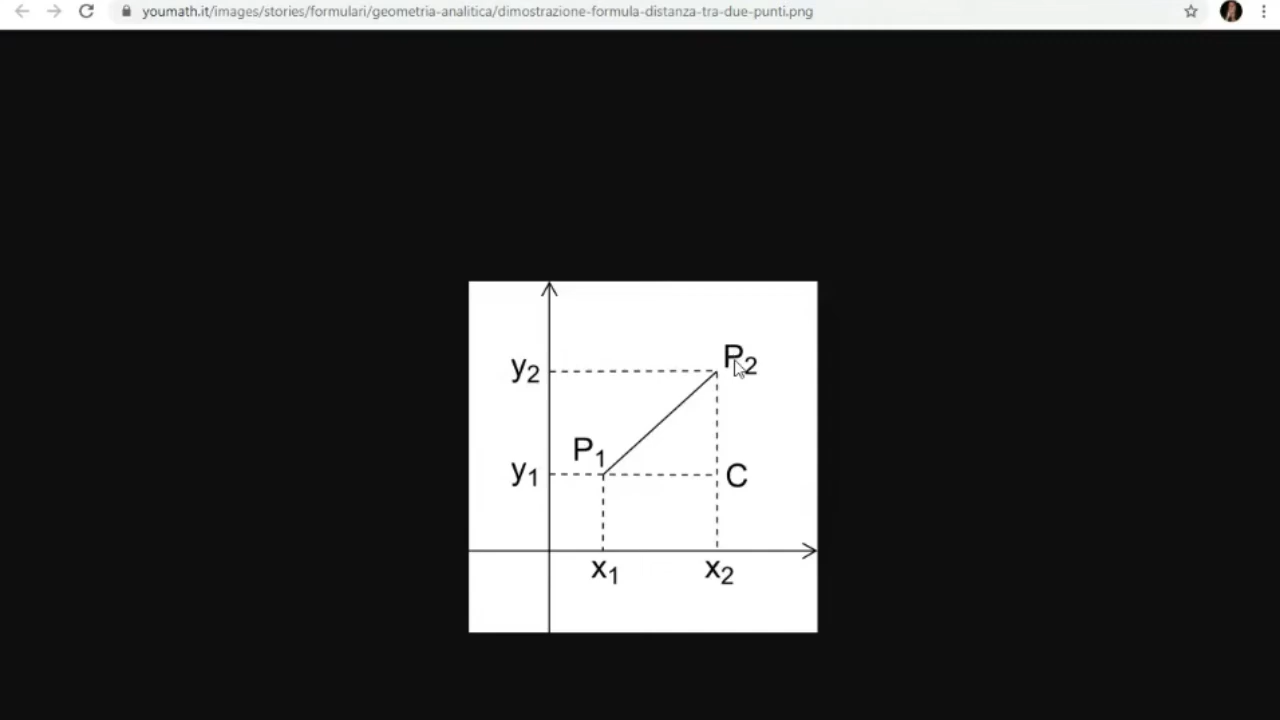 youmath.it/images/stories/formulari/geometria-analitica/dimostrazione-formula-distanza-tra-due-punti.png
y₂
P₂
P₁
y₁
C
x₁
x₂